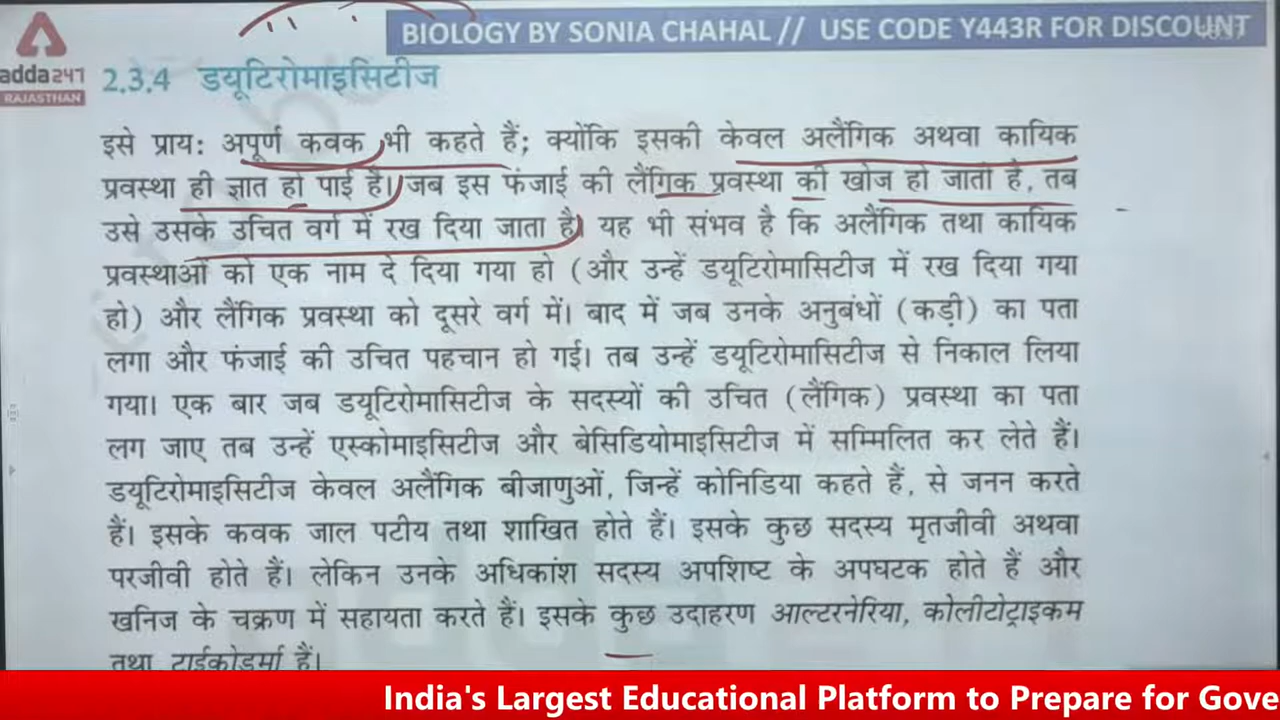 BIOLOGY BY SONIA CHAHAL // USE CODE Y443R FOR DISCOUNT
adda247
RAJASTHAN
2.3.4 डयूटिरोमाइसिटीज
इसे प्राय: अपूर्ण कवक भी कहते हैं; क्योंकि इसकी केवल अलैंगिक अथवा कायिक
प्रवस्था ही ज्ञात हो पाई है। जब इस फंजाई की लैंगिक प्रवस्था की खोज हो जाती है, तब
उसे उसके उचित वर्ग में रख दिया जाता है। यह भी संभव है कि अलैंगिक तथा कायिक
प्रवस्थाओं को एक नाम दे दिया गया हो (और उन्हें डयूटिरोमासिटीज में रख दिया गया
हो) और लैंगिक प्रवस्था को दूसरे वर्ग में। बाद में जब उनके अनुबंधों (कड़ी) का पता
लगा और फंजाई की उचित पहचान हो गई। तब उन्हें डयूटिरोमासिटीज से निकाल लिया
गया। एक बार जब डयूटिरोमासिटीज के सदस्यों की उचित (लैंगिक) प्रवस्था का पता
लग जाए तब उन्हें एस्कोमाइसिटीज और बेसिडियोमाइसिटीज में सम्मिलित कर लेते हैं।
डयूटिरोमाइसिटीज केवल अलैंगिक बीजाणुओं, जिन्हें कोनिडिया कहते हैं, से जनन करते
हैं। इसके कवक जाल पटीय तथा शाखित होते हैं। इसके कुछ सदस्य मृतजीवी अथवा
परजीवी होते हैं। लेकिन उनके अधिकांश सदस्य अपशिष्ट के अपघटक होते हैं और
खनिज के चक्रण में सहायता करते हैं। इसके कुछ उदाहरण आल्टरनेरिया, कोलीटोट्राइकम
तथा ट्राईकोडर्मा हैं।
India's Largest Educational Platform to Prepare for Gove